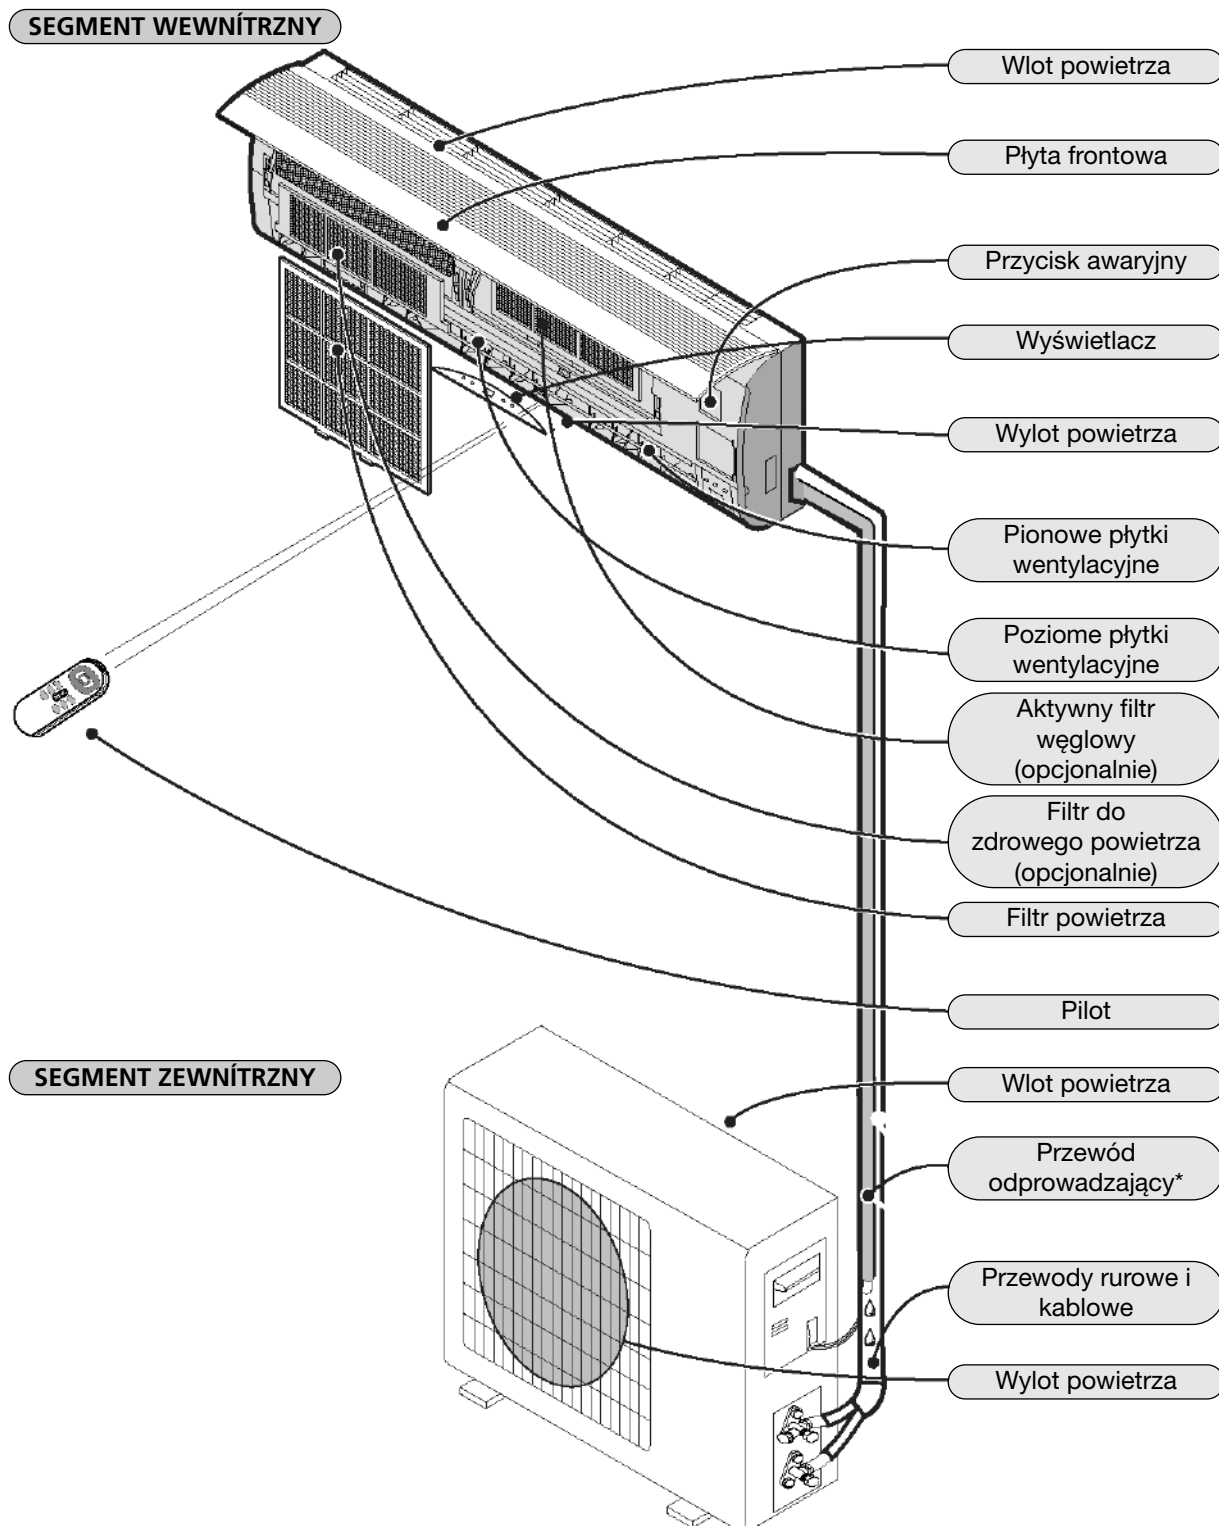 SEGMENT WEWNÍTRZNY
Wlot powietrza
Płyta frontowa
Przycisk awaryjny
Wyświetlacz
Wylot powietrza
Pionowe płytki
wentylacyjne
Poziome płytki
wentylacyjne
Aktywny filtr
węglowy
(opcjonalnie)
Filtr do
zdrowego powietrza
(opcjonalnie)
Filtr powietrza
Pilot
SEGMENT ZEWNÍTRZNY
Wlot powietrza
Przewód
odprowadzający*
Przewody rurowe i
kablowe
Wylot powietrza